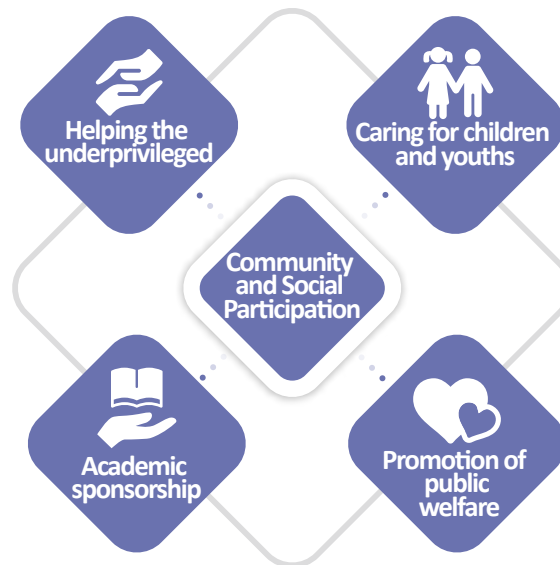 Helping the
underprivileged
Caring for children
and youths
Community
and Social
Participation
Academic
sponsorship
Promotion of
public
welfare